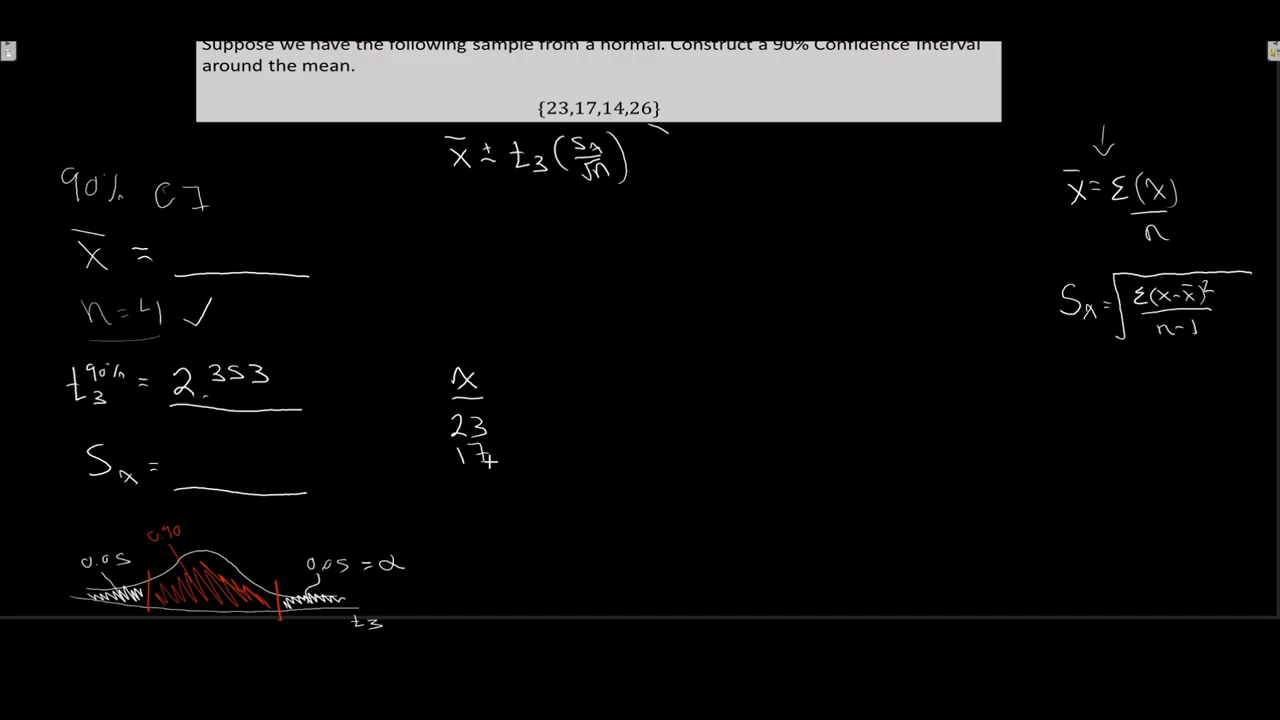 Suppose we have the following sample from a normal. Construct a 90% Confidence Interval
around the mean.
{23,17,14,26}
x̄ ± t₃ (Sₓ/√n)
90% CI
x̄ =
n=4 ✓
t₃^90% = 2.353
Sₓ =
x̄ = Σ(x)/n
Sₓ = √(Σ(x-x̄)²/(n-1))
x
23
17
0.90
0.05
0.05 = α
t₃